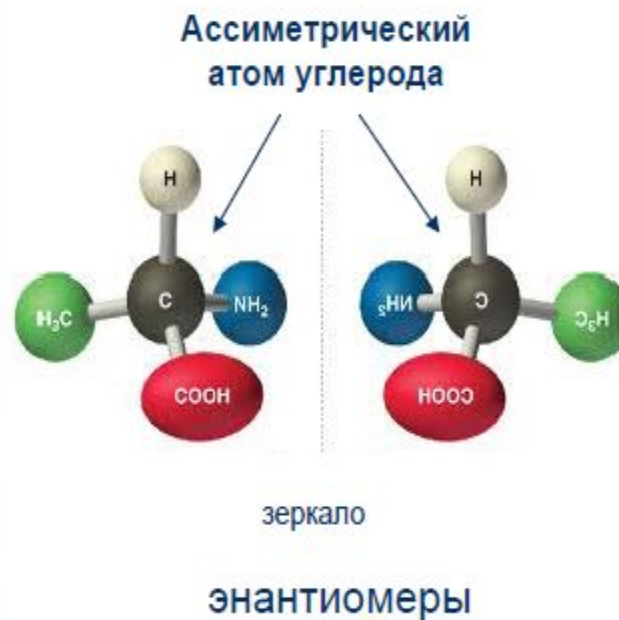 Ассиметрический
атом углерода
H
H
H₃C
C
NH₂
NH₂
C
H₃C
COOH
COOH
зеркало
энантиомеры